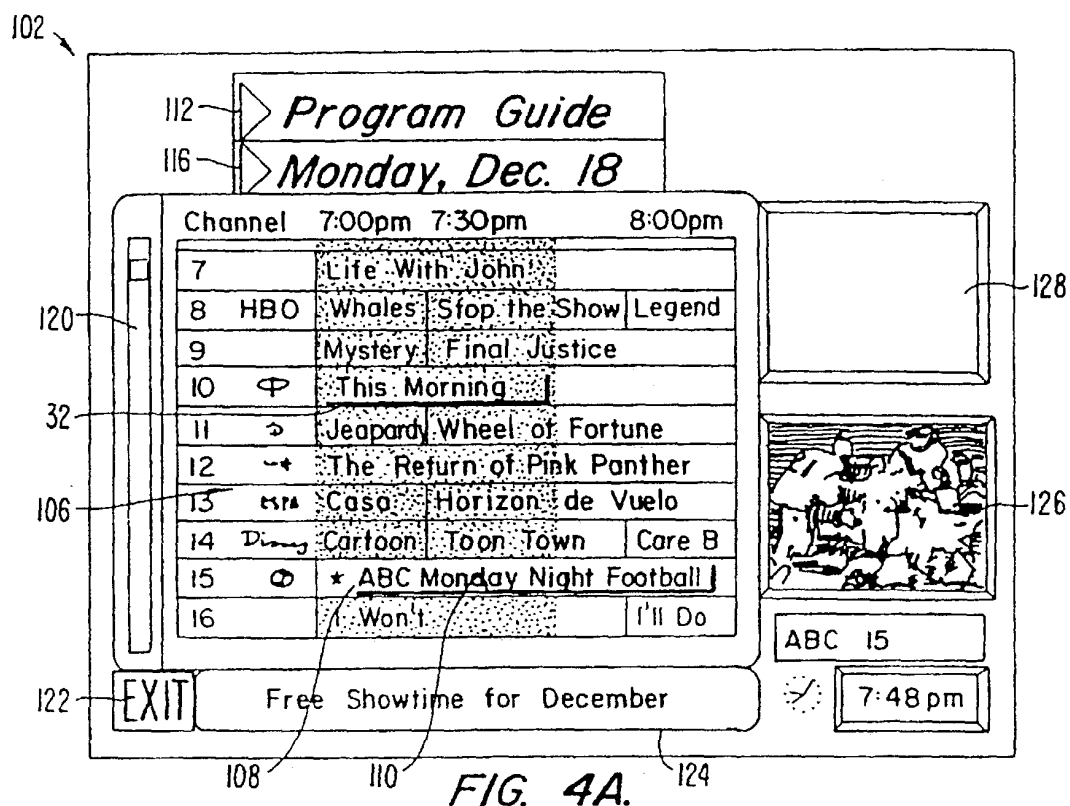 102
112
Program Guide
116
Monday, Dec. 18
Channel 7:00pm 7:30pm 8:00pm
7 Life With John
8 HBO Whales Stop the Show Legend
128
120
9 Mystery Final Justice
10 This Morning
32
11 Jeopardy Wheel of Fortune
12 The Return of Pink Panther
106
13 Casa Horizon de Vuelo
126
14 Disney Cartoon Toon Town Care B
15 * ABC Monday Night Football
16 I Won't I'll Do
ABC 15
122
EXIT
Free Showtime for December
7:48pm
108 110 124
FIG. 4A.